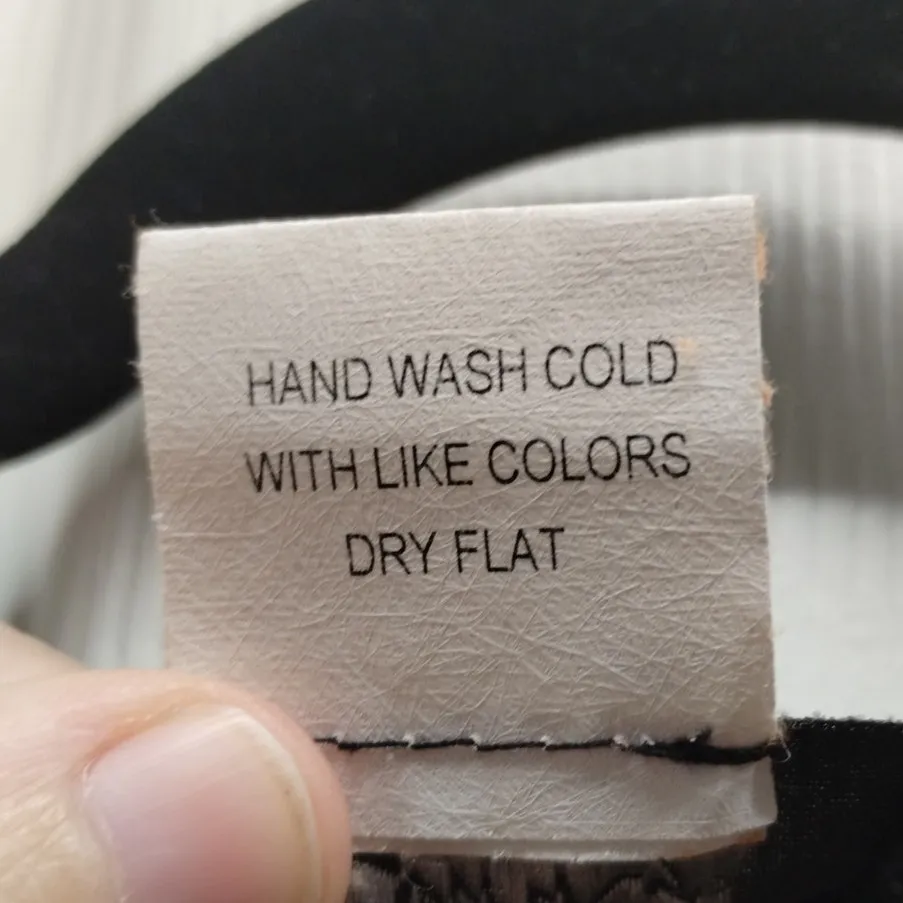 HAND WASH COLD
WITH LIKE COLORS
DRY FLAT